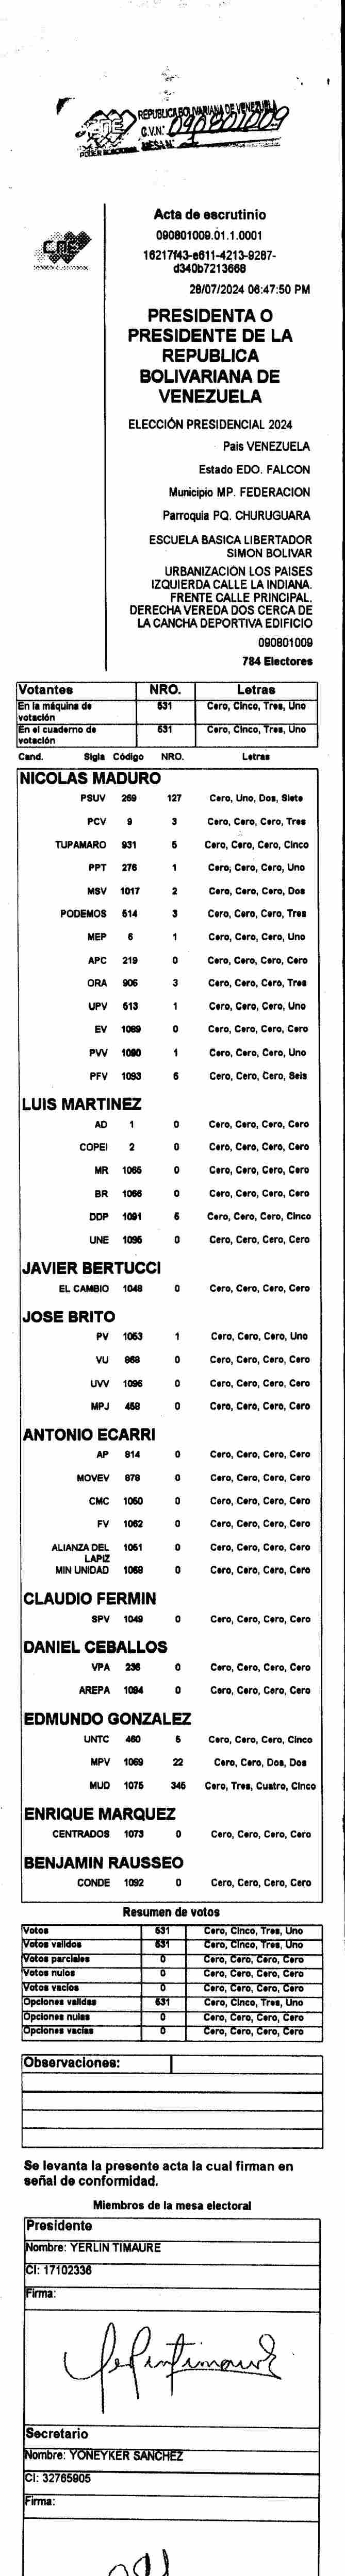 CNE
REPUBLICA BOLIVARIANA DE VENEZUELA
C.V.N°: 090801009
MESA N°: 1
PODER ELECTORAL
CNE
Acta de escrutinio
090801009.01.1.0001
16217f43-e611-4213-9287-
d340b7213668
28/07/2024 06:47:50 PM
PRESIDENTA O
PRESIDENTE DE LA
REPUBLICA
BOLIVARIANA DE
VENEZUELA
ELECCIÓN PRESIDENCIAL 2024
Pais VENEZUELA
Estado EDO. FALCON
Municipio MP. FEDERACION
Parroquia PQ. CHURUGUARA
ESCUELA BASICA LIBERTADOR
SIMON BOLIVAR
URBANIZACION LOS PAISES
IZQUIERDA CALLE LA INDIANA.
FRENTE CALLE PRINCIPAL.
DERECHA VEREDA DOS CERCA DE
LA CANCHA DEPORTIVA EDIFICIO
090801009
784 Electores
Votantes NRO. Letras
En la máquina de votación 531 Cero, Cinco, Tres, Uno
En el cuaderno de votación 531 Cero, Cinco, Tres, Uno
Cand. Sigla Código NRO. Letras
NICOLAS MADURO
PSUV 269 127 Cero, Uno, Dos, Siete
PCV 9 3 Cero, Cero, Cero, Tres
TUPAMARO 931 5 Cero, Cero, Cero, Cinco
PPT 276 1 Cero, Cero, Cero, Uno
MSV 1017 2 Cero, Cero, Cero, Dos
PODEMOS 514 3 Cero, Cero, Cero, Tres
MEP 6 1 Cero, Cero, Cero, Uno
APC 219 0 Cero, Cero, Cero, Cero
ORA 906 3 Cero, Cero, Cero, Tres
UPV 513 1 Cero, Cero, Cero, Uno
EV 1089 0 Cero, Cero, Cero, Cero
PVV 1090 1 Cero, Cero, Cero, Uno
PFV 1093 6 Cero, Cero, Cero, Seis
LUIS MARTINEZ
AD 1 0 Cero, Cero, Cero, Cero
COPEI 2 0 Cero, Cero, Cero, Cero
MR 1065 0 Cero, Cero, Cero, Cero
BR 1066 0 Cero, Cero, Cero, Cero
DDP 1091 5 Cero, Cero, Cero, Cinco
UNE 1095 0 Cero, Cero, Cero, Cero
JAVIER BERTUCCI
EL CAMBIO 1048 0 Cero, Cero, Cero, Cero
JOSE BRITO
PV 1053 1 Cero, Cero, Cero, Uno
VU 868 0 Cero, Cero, Cero, Cero
UVV 1096 0 Cero, Cero, Cero, Cero
MPJ 458 0 Cero, Cero, Cero, Cero
ANTONIO ECARRI
AP 814 0 Cero, Cero, Cero, Cero
MOVEV 878 0 Cero, Cero, Cero, Cero
CMC 1050 0 Cero, Cero, Cero, Cero
FV 1062 0 Cero, Cero, Cero, Cero
ALIANZA DEL LAPIZ 1051 0 Cero, Cero, Cero, Cero
MIN UNIDAD 1068 0 Cero, Cero, Cero, Cero
CLAUDIO FERMIN
SPV 1049 0 Cero, Cero, Cero, Cero
DANIEL CEBALLOS
VPA 236 0 Cero, Cero, Cero, Cero
AREPA 1094 0 Cero, Cero, Cero, Cero
EDMUNDO GONZALEZ
UNTC 460 5 Cero, Cero, Cero, Cinco
MPV 1069 22 Cero, Cero, Dos, Dos
MUD 1075 345 Cero, Tres, Cuatro, Cinco
ENRIQUE MARQUEZ
CENTRADOS 1073 0 Cero, Cero, Cero, Cero
BENJAMIN RAUSSEO
CONDE 1092 0 Cero, Cero, Cero, Cero
Resumen de votos
Votos 531 Cero, Cinco, Tres, Uno
Votos validos 531 Cero, Cinco, Tres, Uno
Votos parciales 0 Cero, Cero, Cero, Cero
Votos nulos 0 Cero, Cero, Cero, Cero
Votos vacíos 0 Cero, Cero, Cero, Cero
Opciones validas 531 Cero, Cinco, Tres, Uno
Opciones nulas 0 Cero, Cero, Cero, Cero
Opciones vacías 0 Cero, Cero, Cero, Cero
Observaciones:
Se levanta la presente acta la cual firman en
señal de conformidad.
Miembros de la mesa electoral
Presidente
Nombre: YERLIN TIMAURE
CI: 17102336
Firma:
Secretario
Nombre: YONEYKER SANCHEZ
CI: 32765905
Firma: